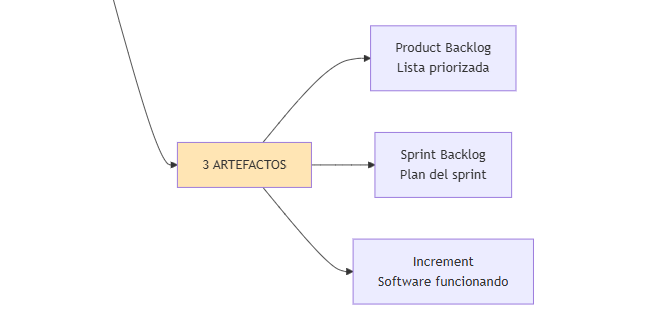 Product Backlog
Lista priorizada
3 ARTEFACTOS
Sprint Backlog
Plan del sprint
Increment
Software funcionando